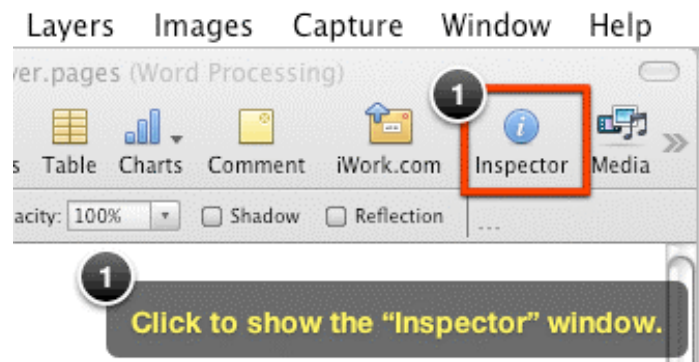 Layers Images Capture Window Help
ver.pages (Word Processing)
1
s Table Charts Comment iWork.com Inspector Media
acity: 100% Shadow Reflection ...
1
Click to show the “Inspector” window.